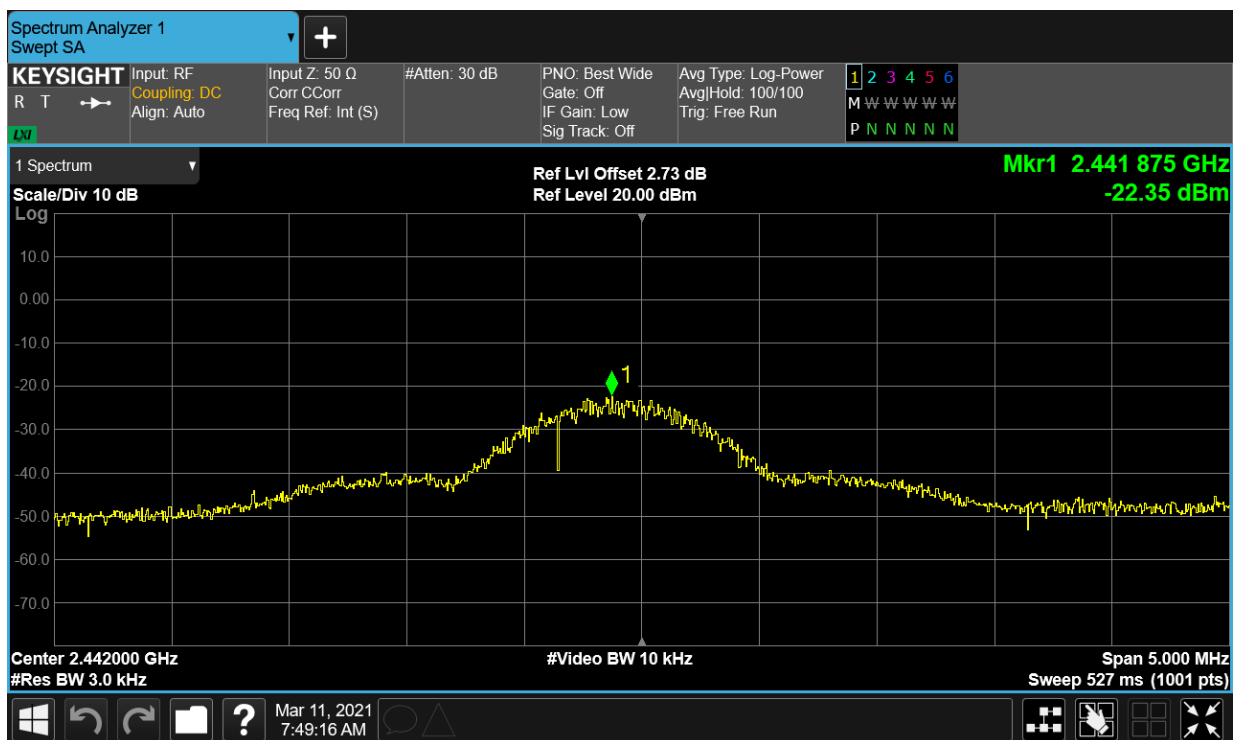 Spectrum Analyzer 1
Swept SA
KEYSIGHT
R T
LXI
Input: RF
Coupling: DC
Align: Auto
Input Z: 50 Ω
Corr CCorr
Freq Ref: Int (S)
#Atten: 30 dB
PNO: Best Wide
Gate: Off
IF Gain: Low
Sig Track: Off
Avg Type: Log-Power
Avg|Hold: 100/100
Trig: Free Run
1 2 3 4 5 6
M W W W W W
P N N N N N
1 Spectrum
Scale/Div 10 dB
Log
Ref Lvl Offset 2.73 dB
Ref Level 20.00 dBm
Mkr1 2.441 875 GHz
-22.35 dBm
10.0
0.00
-10.0
-20.0
-30.0
-40.0
-50.0
-60.0
-70.0
1
Center 2.442000 GHz
#Res BW 3.0 kHz
#Video BW 10 kHz
Span 5.000 MHz
Sweep 527 ms (1001 pts)
?
Mar 11, 2021
7:49:16 AM